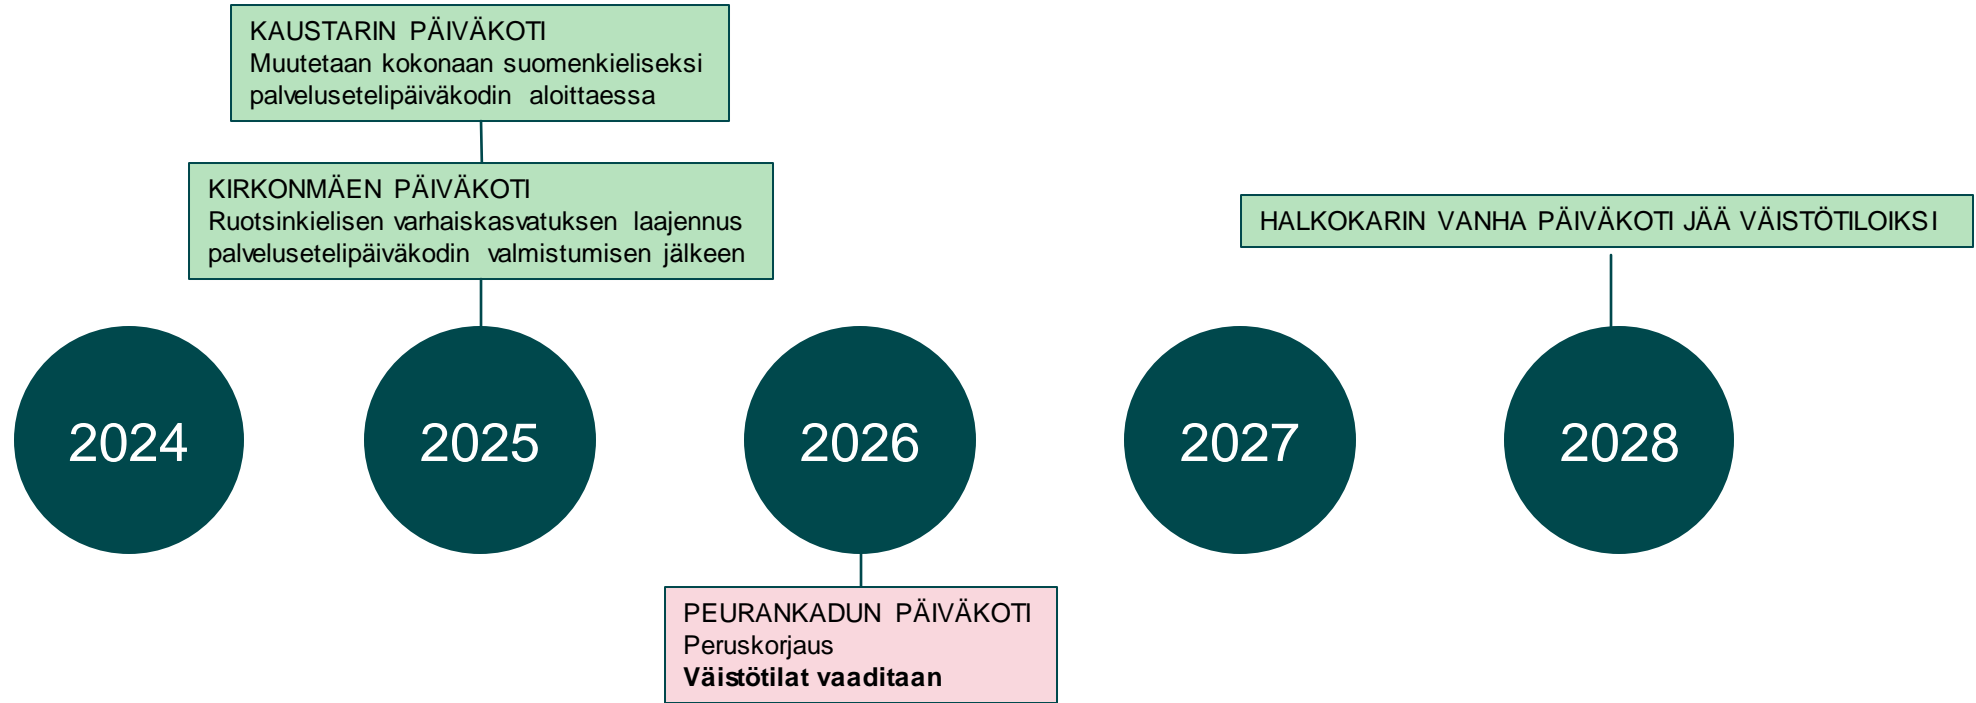 KAUSTARIN PÄIVÄKOTI
Muutetaan kokonaan suomenkieliseksi
palvelusetelipäiväkodin aloittaessa
KIRKONMÄEN PÄIVÄKOTI
Ruotsinkielisen varhaiskasvatuksen laajennus
palvelusetelipäiväkodin valmistumisen jälkeen
HALKOKARIN VANHA PÄIVÄKOTI JÄÄ VÄISTÖTILOIKSI
2024
2025
2026
2027
2028
PEURANKADUN PÄIVÄKOTI
Peruskorjaus
Väistötilat vaaditaan